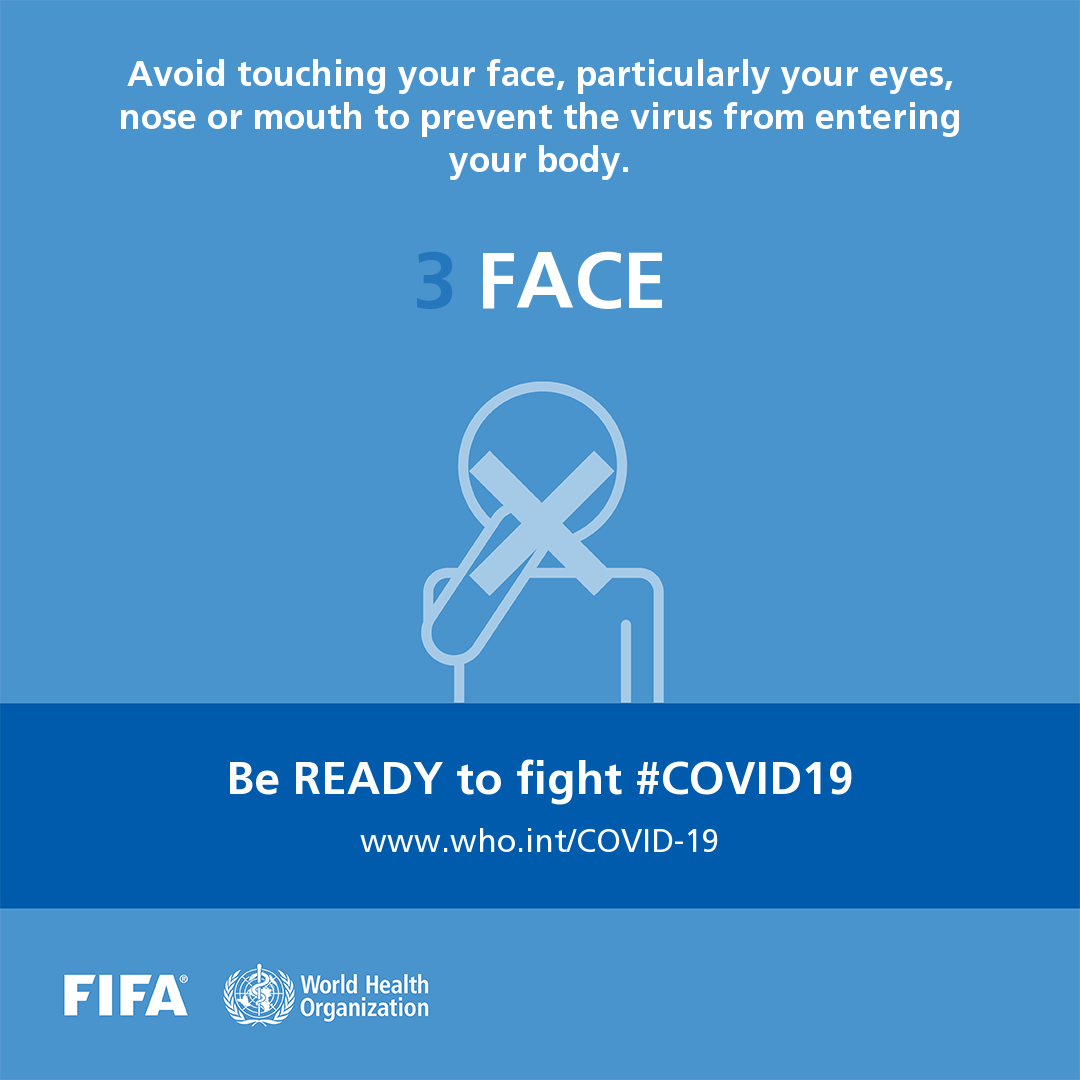 Avoid touching your face, particularly your eyes,
nose or mouth to prevent the virus from entering
your body.
3 FACE
Be READY to fight #COVID19
www.who.int/COVID-19
FIFA®
World Health
Organization